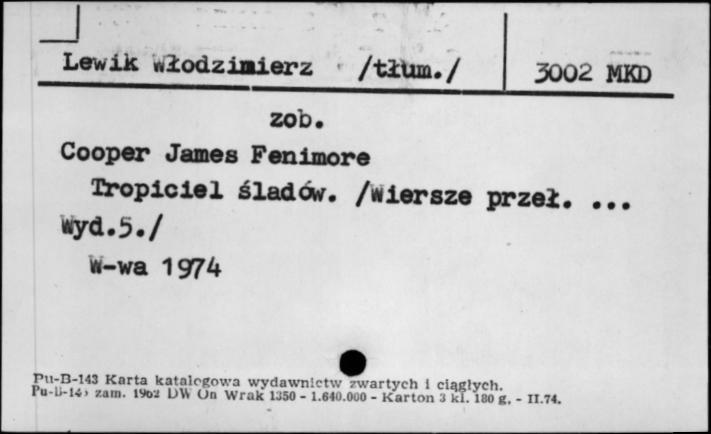 Lewik Włodzimierz /tłum./ 3002 MKD
zob.
Cooper James Fenimore
Tropiciel śladów. /Wiersze przeł. ...
Wyd.5./
W-wa 1974
Pu-B-143 Karta katalogowa wydawnictw zwartych i ciągłych.
Pu-B-143 zam. 1962 DW On Wrak 1350 - 1.640.000 - Karton 3 kl. 180 g. - II.74.